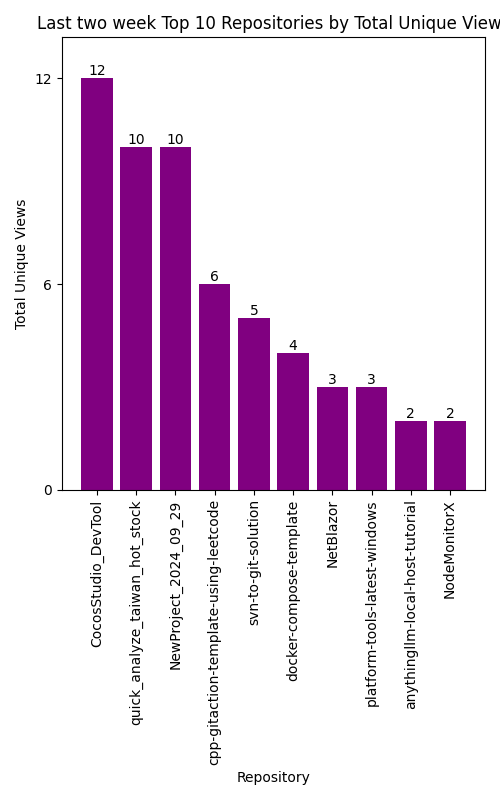 Last two week Top 10 Repositories by Total Unique View
12
10
10
6
5
4
3
3
2
2
12
6
0
Total Unique Views
CocosStudio_DevTool
quick_analyze_taiwan_hot_stock
NewProject_2024_09_29
cpp-gitaction-template-using-leetcode
svn-to-git-solution
docker-compose-template
NetBlazor
platform-tools-latest-windows
anythingllm-local-host-tutorial
NodeMonitorX
Repository